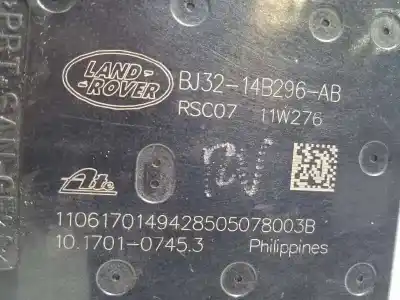 LAND-
-ROVER
BJ32-14B296-AB
RSC07 11W276
Ate
1106170149428505078003B
10.1701-0745.3 Philippines